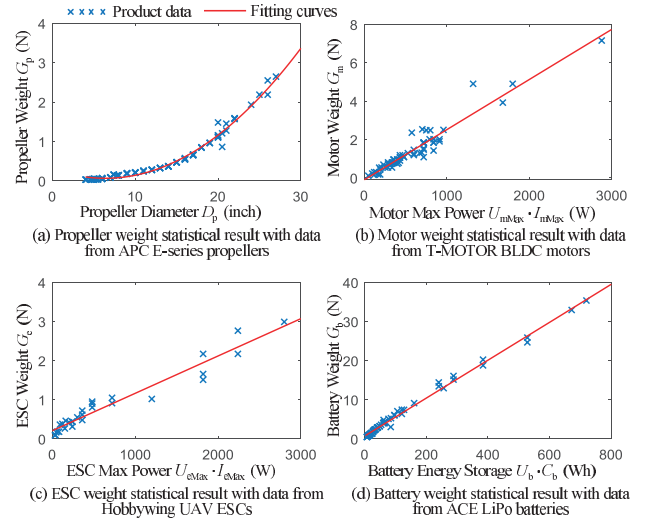 Product data Fitting curves
4
3
2
1
0
0 10 20 30
Propeller Weight Gp (N)
Propeller Diameter Dp (inch)
(a) Propeller weight statistical result with data
from APC E-series propellers
8
6
4
2
0
0 1000 2000 3000
Motor Weight Gm (N)
Motor Max Power UmMax · ImMax (W)
(b) Motor weight statistical result with data
from T-MOTOR BLDC motors
4
3
2
1
0
0 1000 2000 3000
ESC Weight Ge (N)
ESC Max Power UeMax · IeMax (W)
(c) ESC weight statistical result with data from
Hobbywing UAV ESCs
40
30
20
10
0
0 200 400 600 800
Battery Weight Gb (N)
Battery Energy Storage Ub · Cb (Wh)
(d) Battery weight statistical result with data
from ACE LiPo batteries